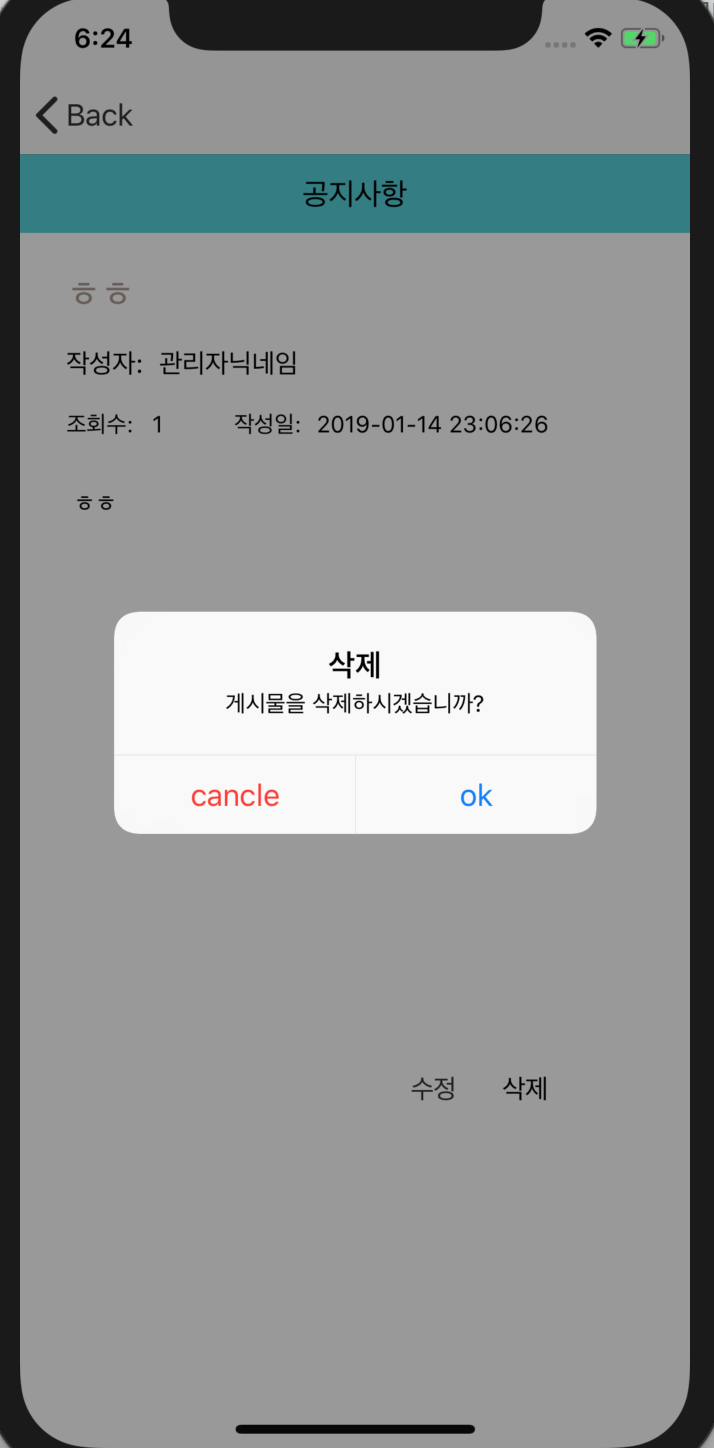 6:24
Back
공지사항
ㅎㅎ
작성자: 관리자닉네임
조회수: 1 작성일: 2019-01-14 23:06:26
ㅎㅎ
삭제
게시물을 삭제하시겠습니까?
cancle ok
수정 삭제